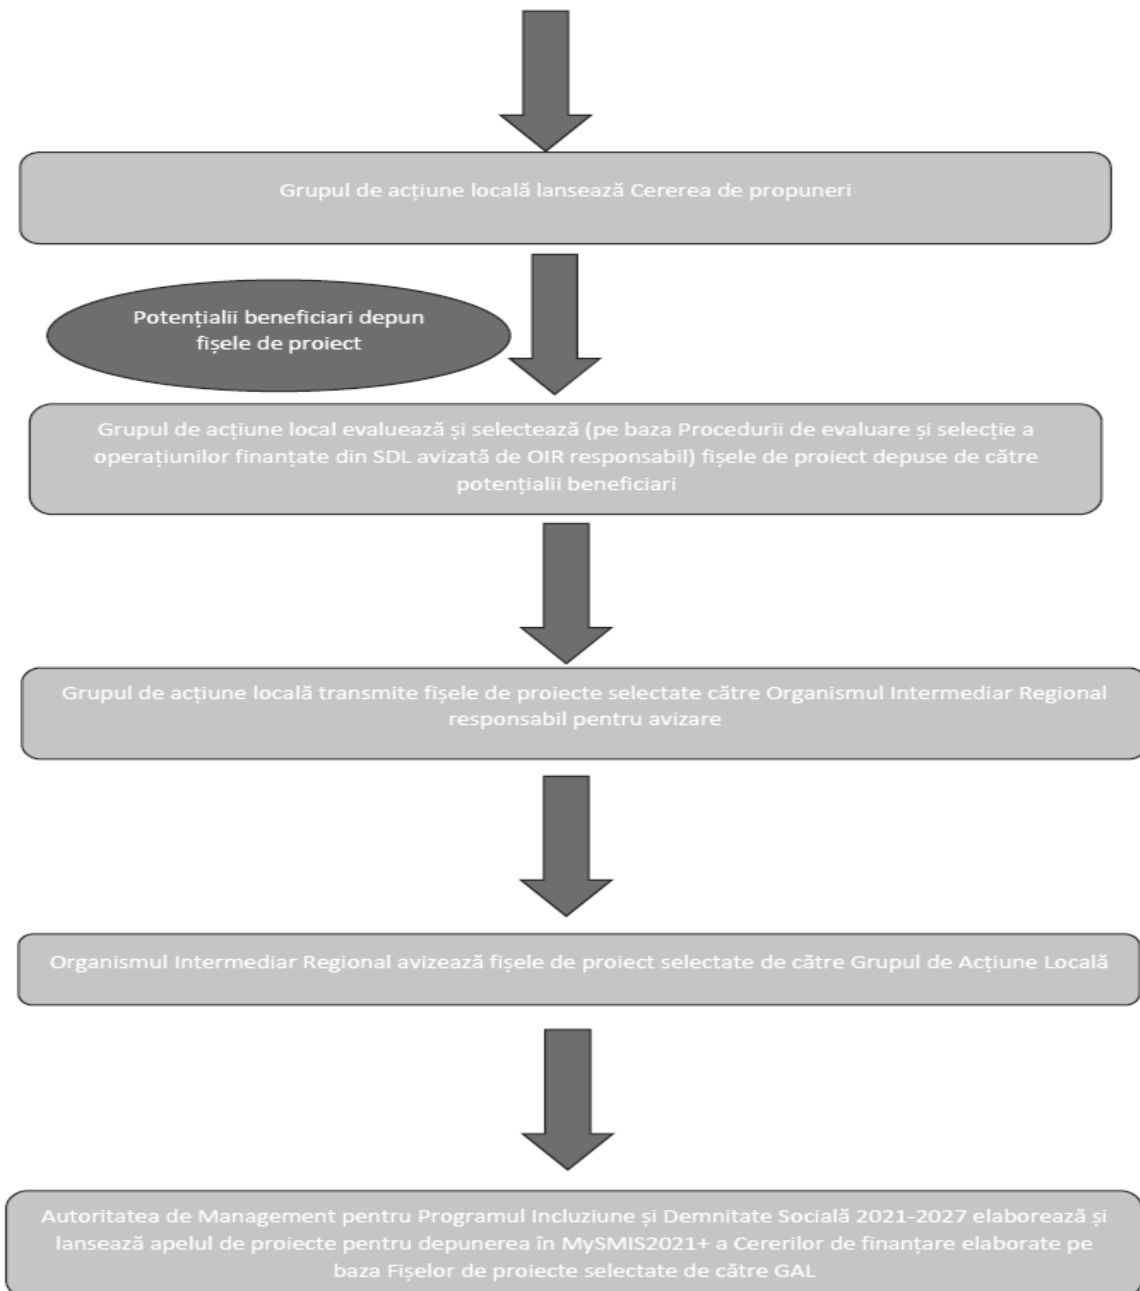 Grupul de acțiune locală lansează Cererea de propuneri
Potențialii beneficiari depun
fișele de proiect
Grupul de acțiune local evaluează și selectează (pe baza Procedurii de evaluare și selecție a
operațiunilor finanțate din SDL avizată de OIR responsabil) fișele de proiect depuse de către
potențialii beneficiari
Grupul de acțiune locală transmite fișele de proiecte selectate către Organismul Intermediar Regional
responsabil pentru avizare
Organismul Intermediar Regional avizează fișele de proiect selectate de către Grupul de Acțiune Locală
Autoritatea de Management pentru Programul Incluziune și Demnitate Socială 2021-2027 elaborează și
lansează apelul de proiecte pentru depunerea în MySMIS2021+ a Cererilor de finanțare elaborate pe
baza Fișelor de proiecte selectate de către GAL